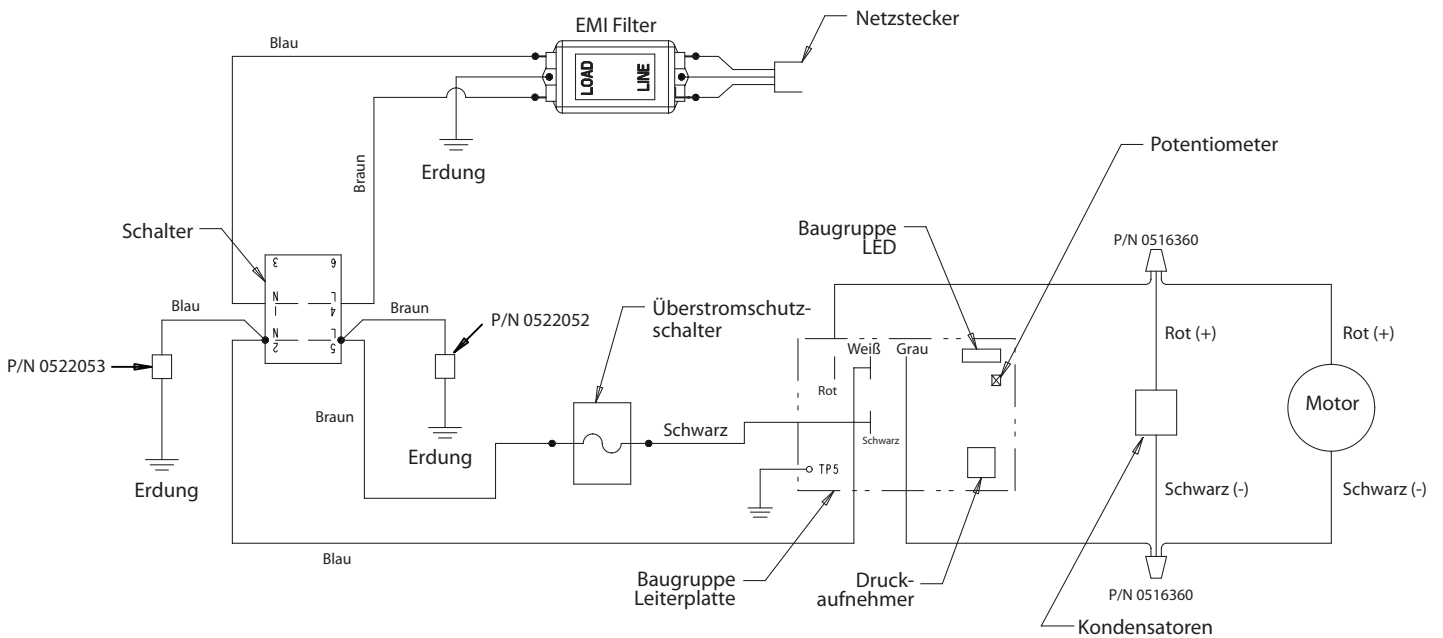 EMI Filter
Netzstecker
Blau
LOAD
LINE
Erdung
Braun
Potentiometer
Schalter
Baugruppe
LED
P/N 0516360
3
6
N
1
L
4
N
2
L
5
Blau
Braun
P/N 0522052
Überstromschutz-
schalter
P/N 0522053
Weiß
Grau
Rot
Rot (+)
Rot (+)
Motor
Braun
Schwarz
Schwarz
Erdung
Erdung
TP5
Schwarz (-)
Schwarz (-)
Blau
Baugruppe
Leiterplatte
Druck-
aufnehmer
P/N 0516360
Kondensatoren